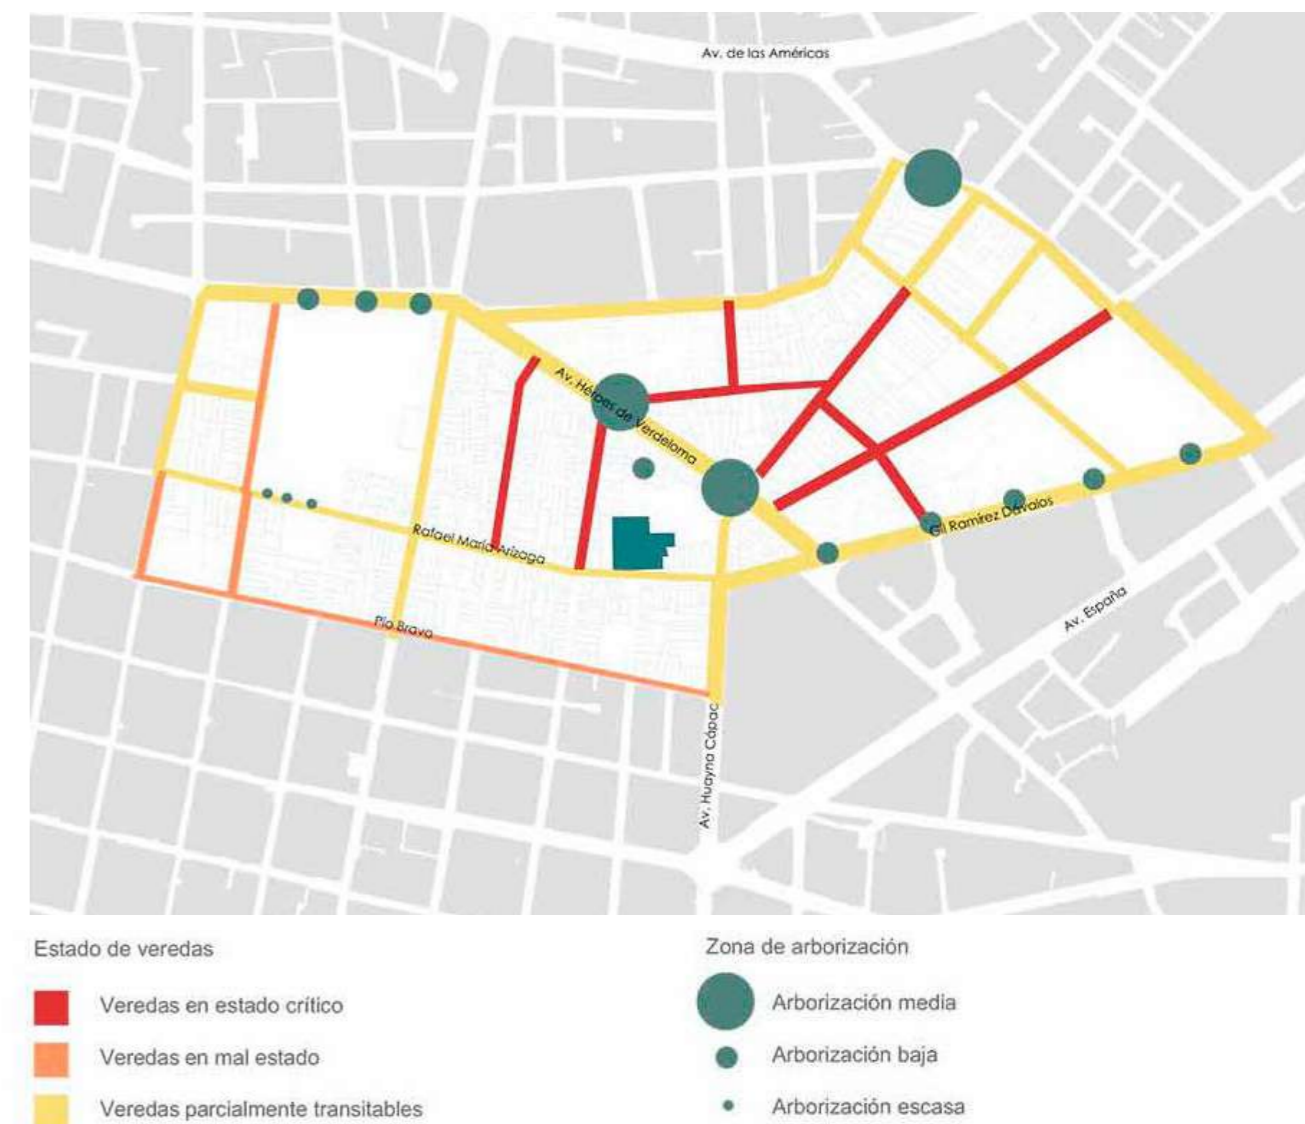 Av. de las Américas
Av. Héroes de Verdeloma
Gil Ramírez Dávalos
Rafael María Arízaga
Av. España
Pío Bravo
Av. Huayna Cápac
Estado de veredas
Veredas en estado crítico
Veredas en mal estado
Veredas parcialmente transitables
Zona de arborización
Arborización media
Arborización baja
Arborización escasa